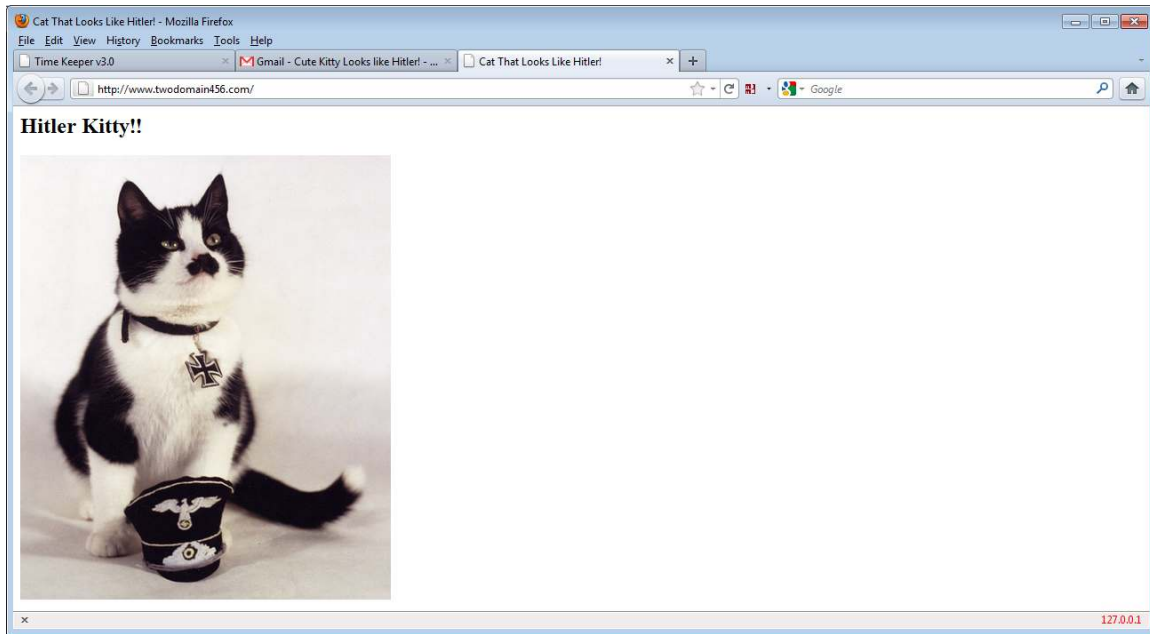 Cat That Looks Like Hitler! - Mozilla Firefox
File Edit View History Bookmarks Tools Help
Time Keeper v3.0
Gmail - Cute Kitty Looks like Hitler! - ...
Cat That Looks Like Hitler!
http://www.twodomain456.com/
Google
Hitler Kitty!!
127.0.0.1